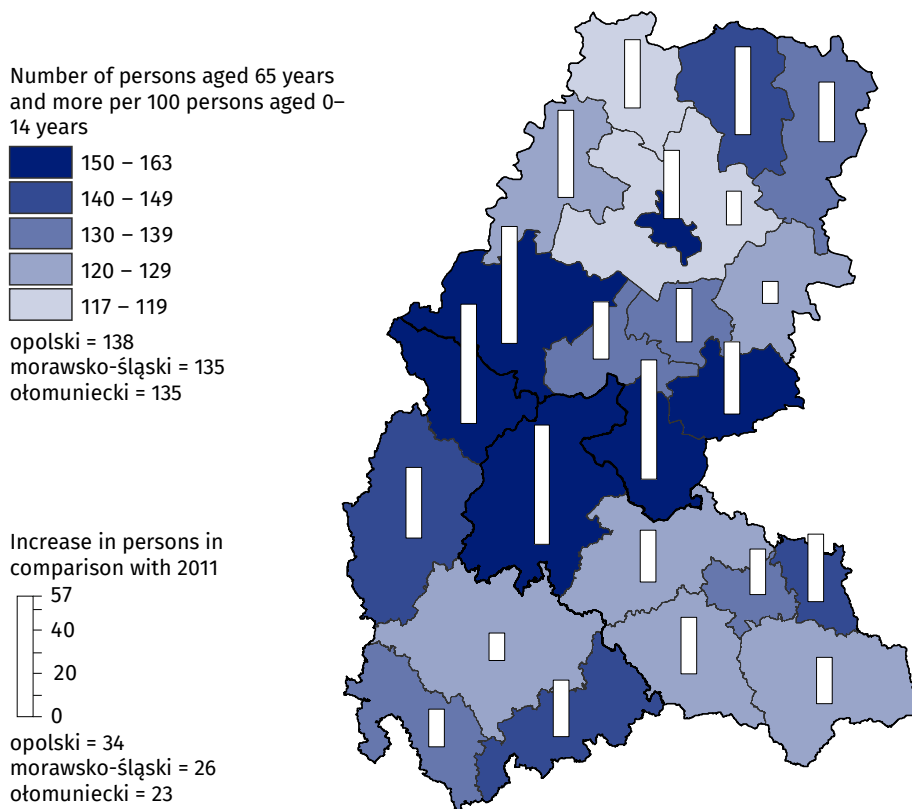 Number of persons aged 65 years
and more per 100 persons aged 0–
14 years
150 – 163
140 – 149
130 – 139
120 – 129
117 – 119
opolski = 138
morawsko-śląski = 135
ołomuniecki = 135
Increase in persons in
comparison with 2011
57
40
20
0
opolski = 34
morawsko-śląski = 26
ołomuniecki = 23